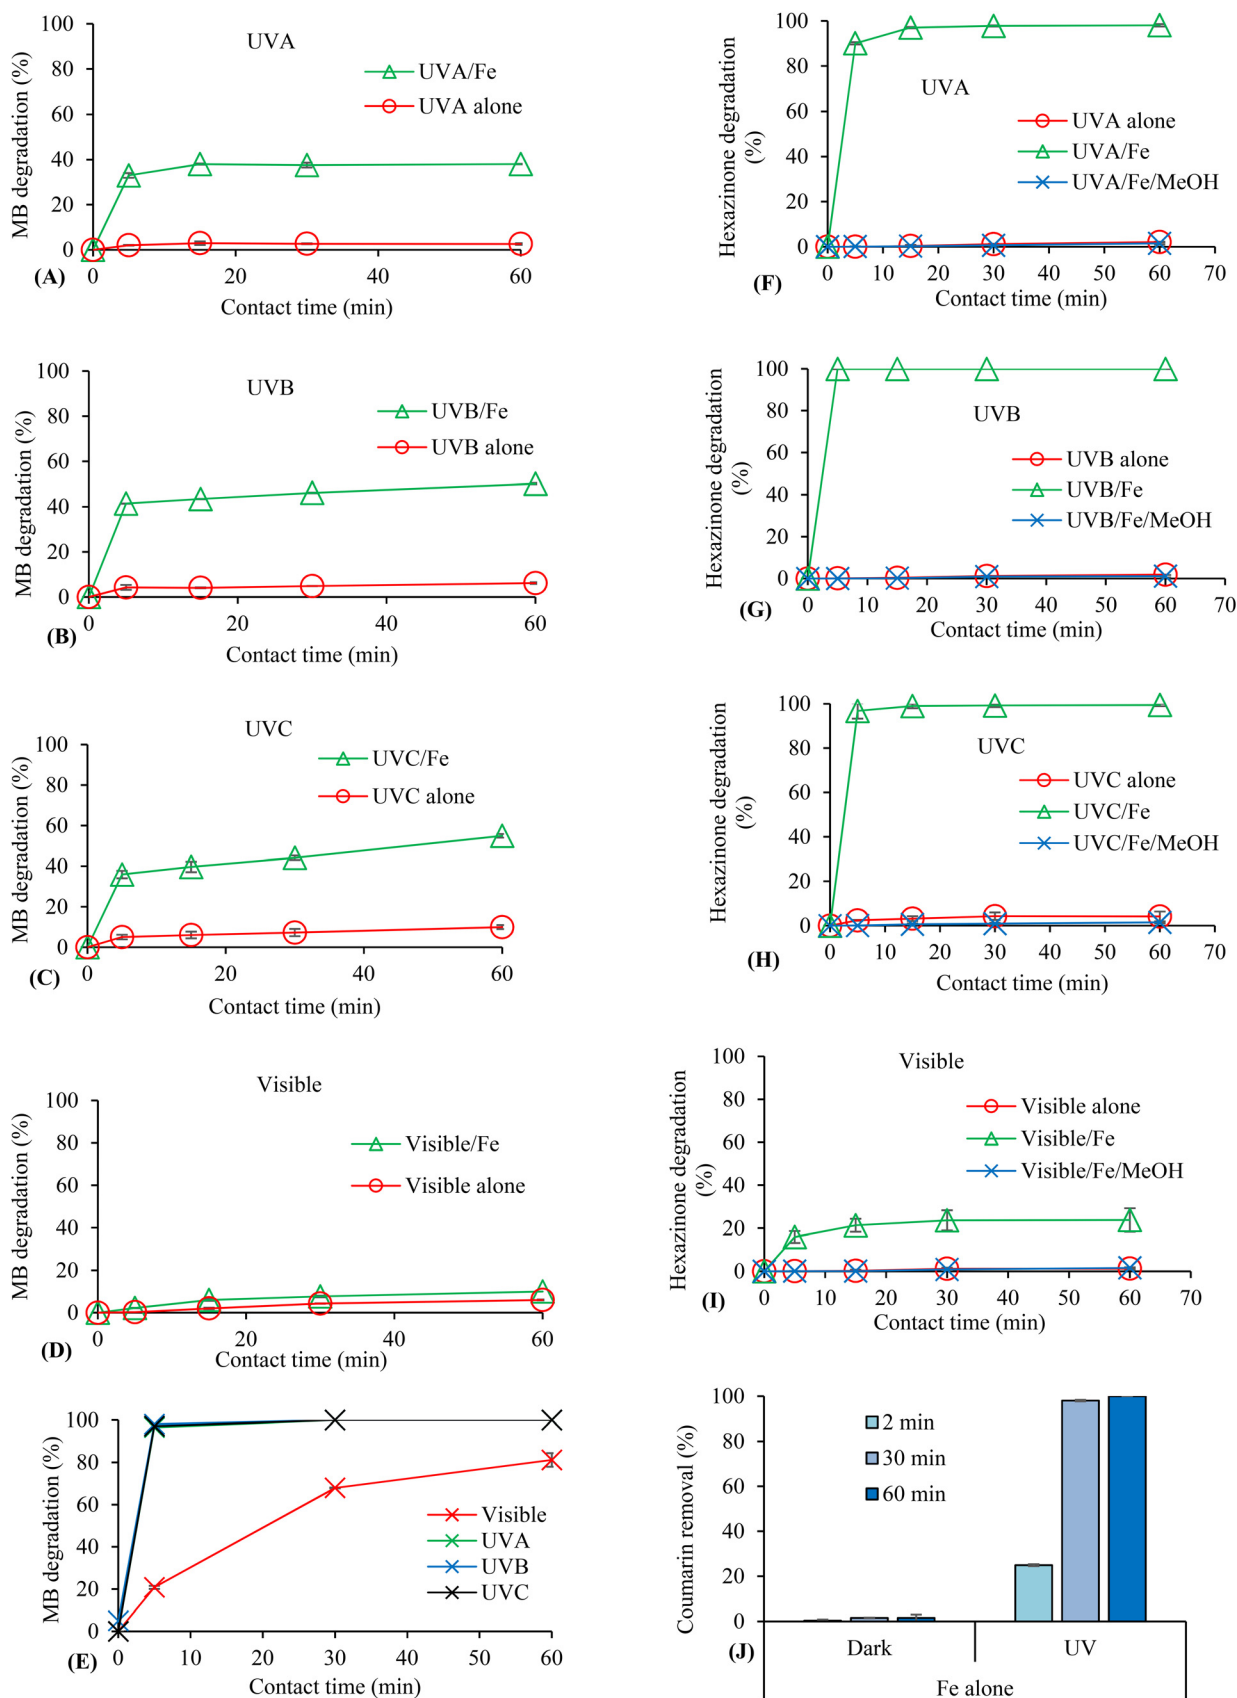 UVA
MB degradation (%)
100
80
60
40
20
0
UVA/Fe
UVA alone
0
20
40
60
(A)
Contact time (min)
UVB
MB degradation (%)
100
80
60
40
20
0
UVB/Fe
UVB alone
0
20
40
60
(B)
Contact time (min)
UVC
MB degradation (%)
100
80
60
40
20
0
UVC/Fe
UVC alone
0
20
40
60
(C)
Contact time (min)
Visible
MB degradation (%)
100
80
60
40
20
0
Visible/Fe
Visible alone
0
20
40
60
(D)
Contact time (min)
MB degradation (%)
100
80
60
40
20
0
Visible
UVA
UVB
UVC
0
10
20
30
40
50
60
(E)
Contact time (min)
Hexazinone degradation
(%)
100
80
60
40
20
0
UVA
UVA alone
UVA/Fe
UVA/Fe/MeOH
0
10
20
30
40
50
60
70
(F)
Contact time (min)
Hexazinone degradation
(%)
100
80
60
40
20
0
UVB
UVB alone
UVB/Fe
UVB/Fe/MeOH
0
10
20
30
40
50
60
70
(G)
Contact time (min)
Hexazinone degradation
(%)
100
80
60
40
20
0
UVC
UVC alone
UVC/Fe
UVC/Fe/MeOH
0
10
20
30
40
50
60
70
(H)
Contact time (min)
Visible
Hexazinone degradation
(%)
100
80
60
40
20
0
Visible alone
Visible/Fe
Visible/Fe/MeOH
0
10
20
30
40
50
60
70
(I)
Contact time (min)
Coumarin removal (%)
100
80
60
40
20
0
2 min
30 min
60 min
(J)
Dark
UV
Fe alone